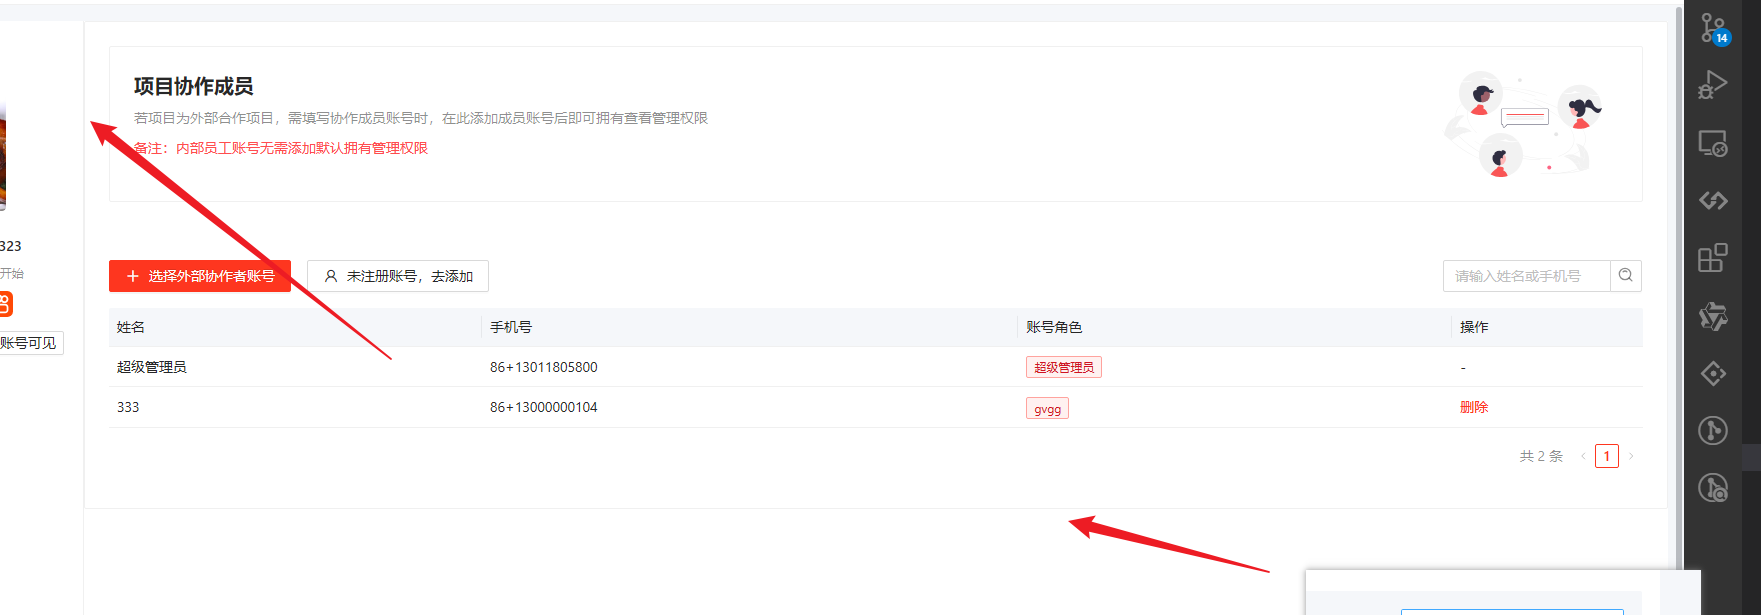 14
项目协作成员
若项目为外部合作项目，需填写协作成员账号时，在此添加成员账号后即可拥有查看管理权限
备注：内部员工账号无需添加默认拥有管理权限
323
开始
账号可见
选择外部协作者账号
未注册账号，去添加
请输入姓名或手机号
姓名 手机号 账号角色 操作
超级管理员 86+13011805800 超级管理员 -
333 86+13000000104 gvgg 删除
共 2 条 1